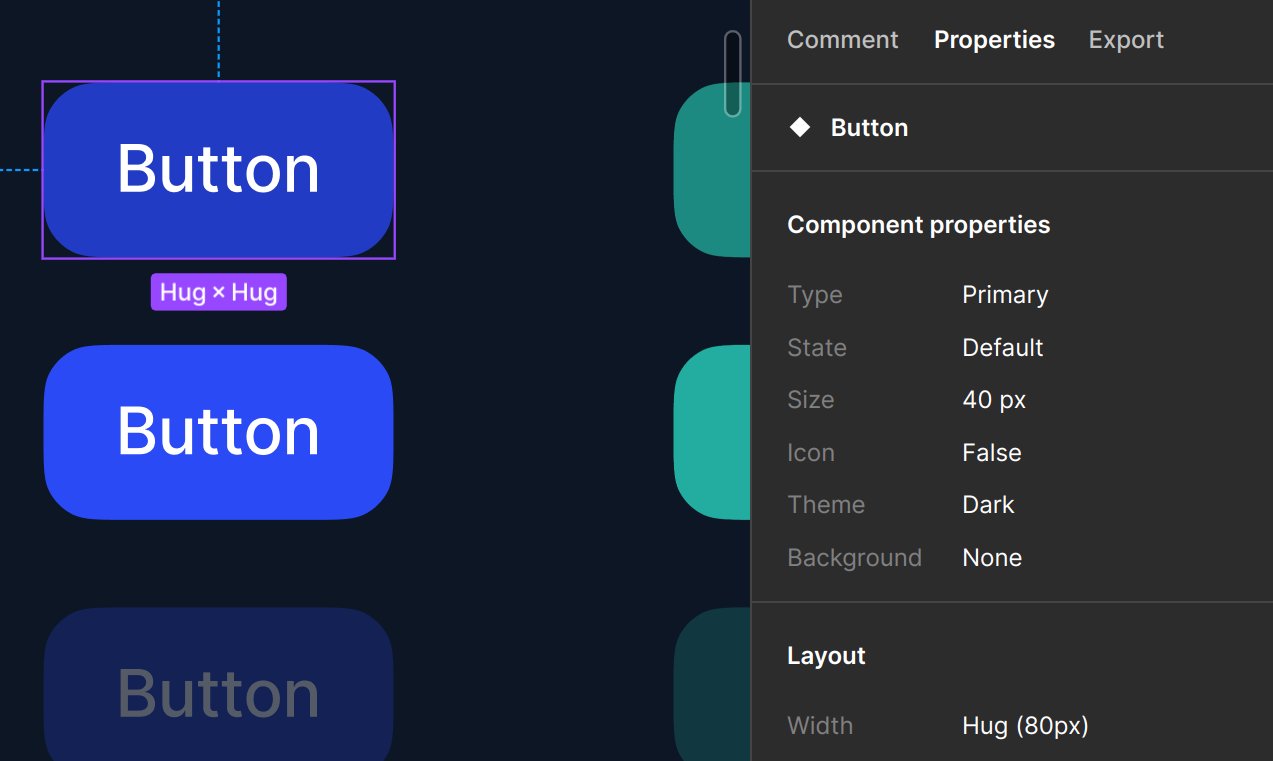 Button
Hug × Hug
Button
Button
Comment Properties Export
Button
Component properties
Type Primary
State Default
Size 40 px
Icon False
Theme Dark
Background None
Layout
Width Hug (80px)